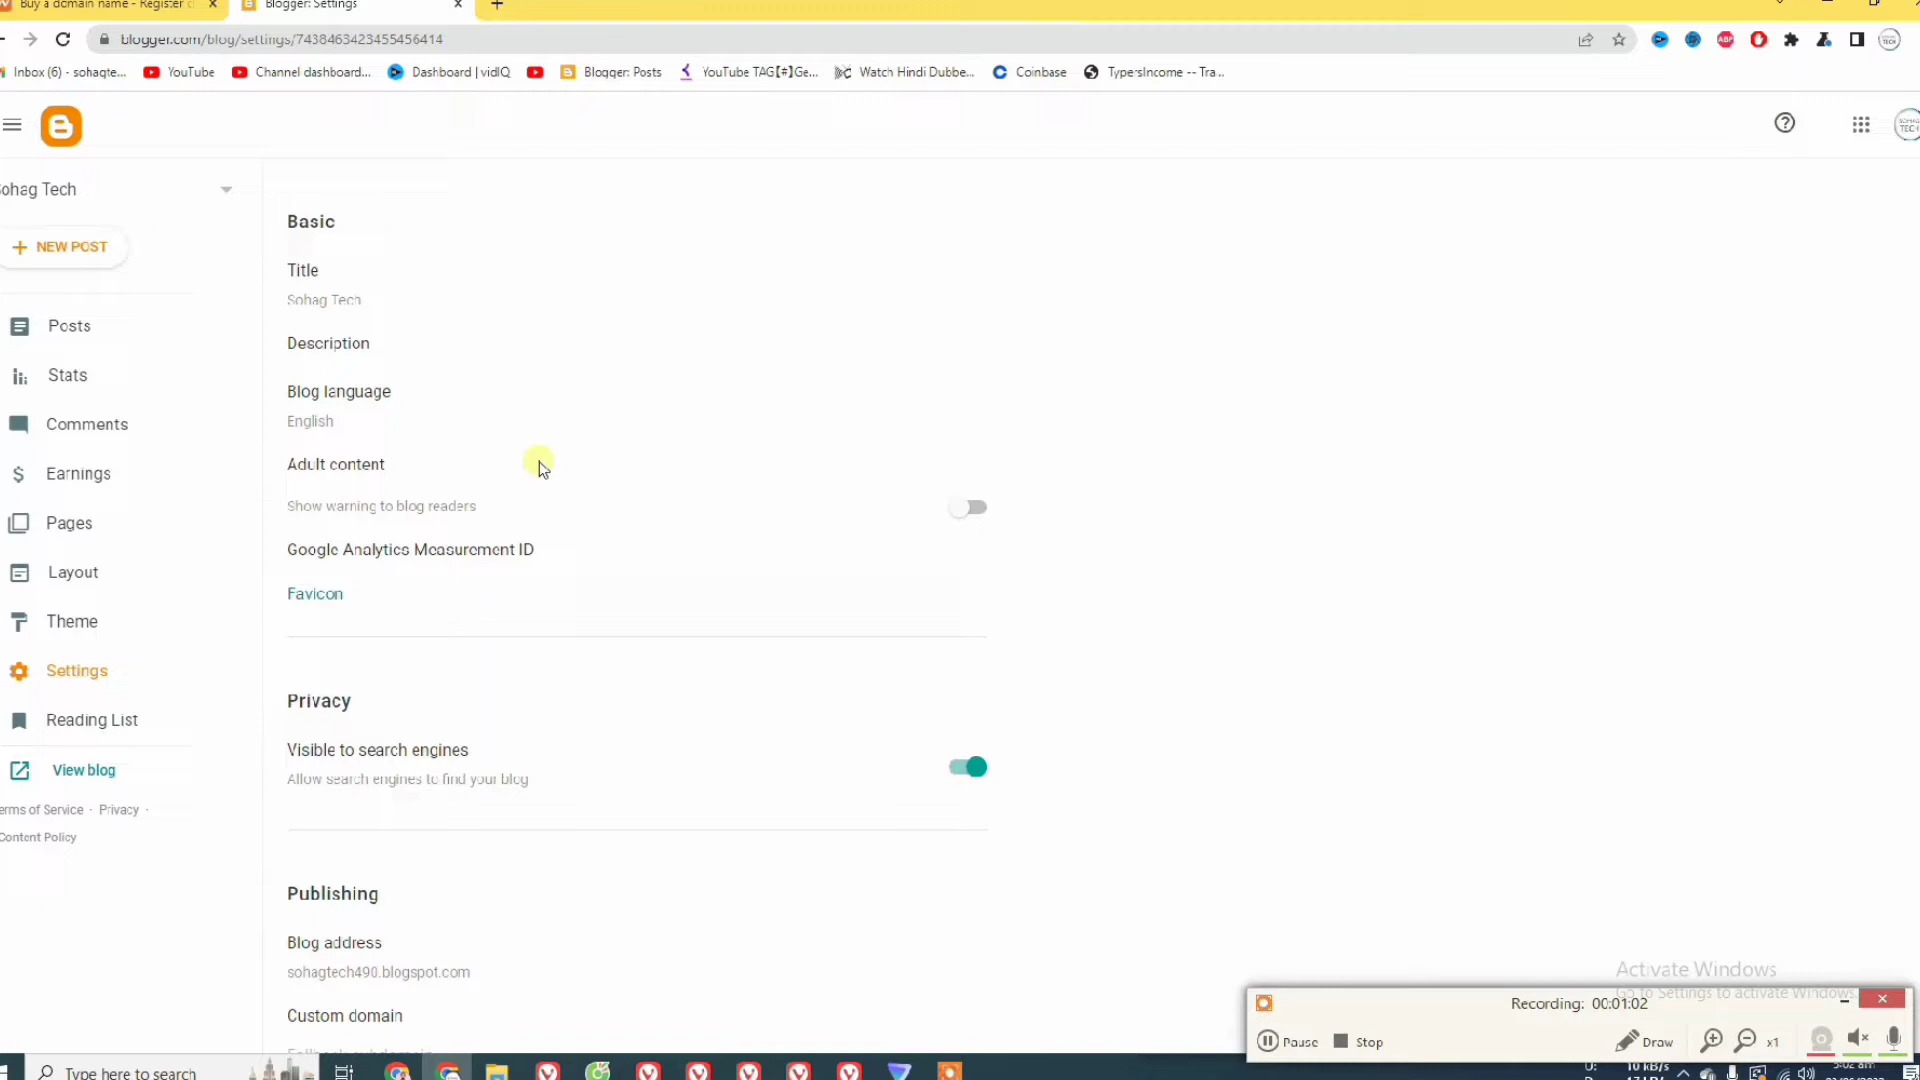 Buy a domain name - Register
Blogger: Settings
blogger.com/blog/settings/7438463423455456414
Inbox (6) - sohagte... YouTube Channel dashboard... Dashboard | vidIQ Blogger: Posts YouTube TAG【#】Ge... Watch Hindi Dubbe... Coinbase TypersIncome -- Tra...
ohag Tech
NEW POST
Posts
Stats
Comments
Earnings
Pages
Layout
Theme
Settings
Reading List
View blog
erms of Service · Privacy ·
Content Policy
Basic
Title
Sohag Tech
Description
Blog language
English
Adult content
Show warning to blog readers
Google Analytics Measurement ID
Favicon
Privacy
Visible to search engines
Allow search engines to find your blog
Publishing
Blog address
sohagtech490.blogspot.com
Custom domain
Activate Windows
Go to Settings to activate Windows.
Recording: 00:01:02
Pause Stop Draw x1
Type here to search
10 kB/s